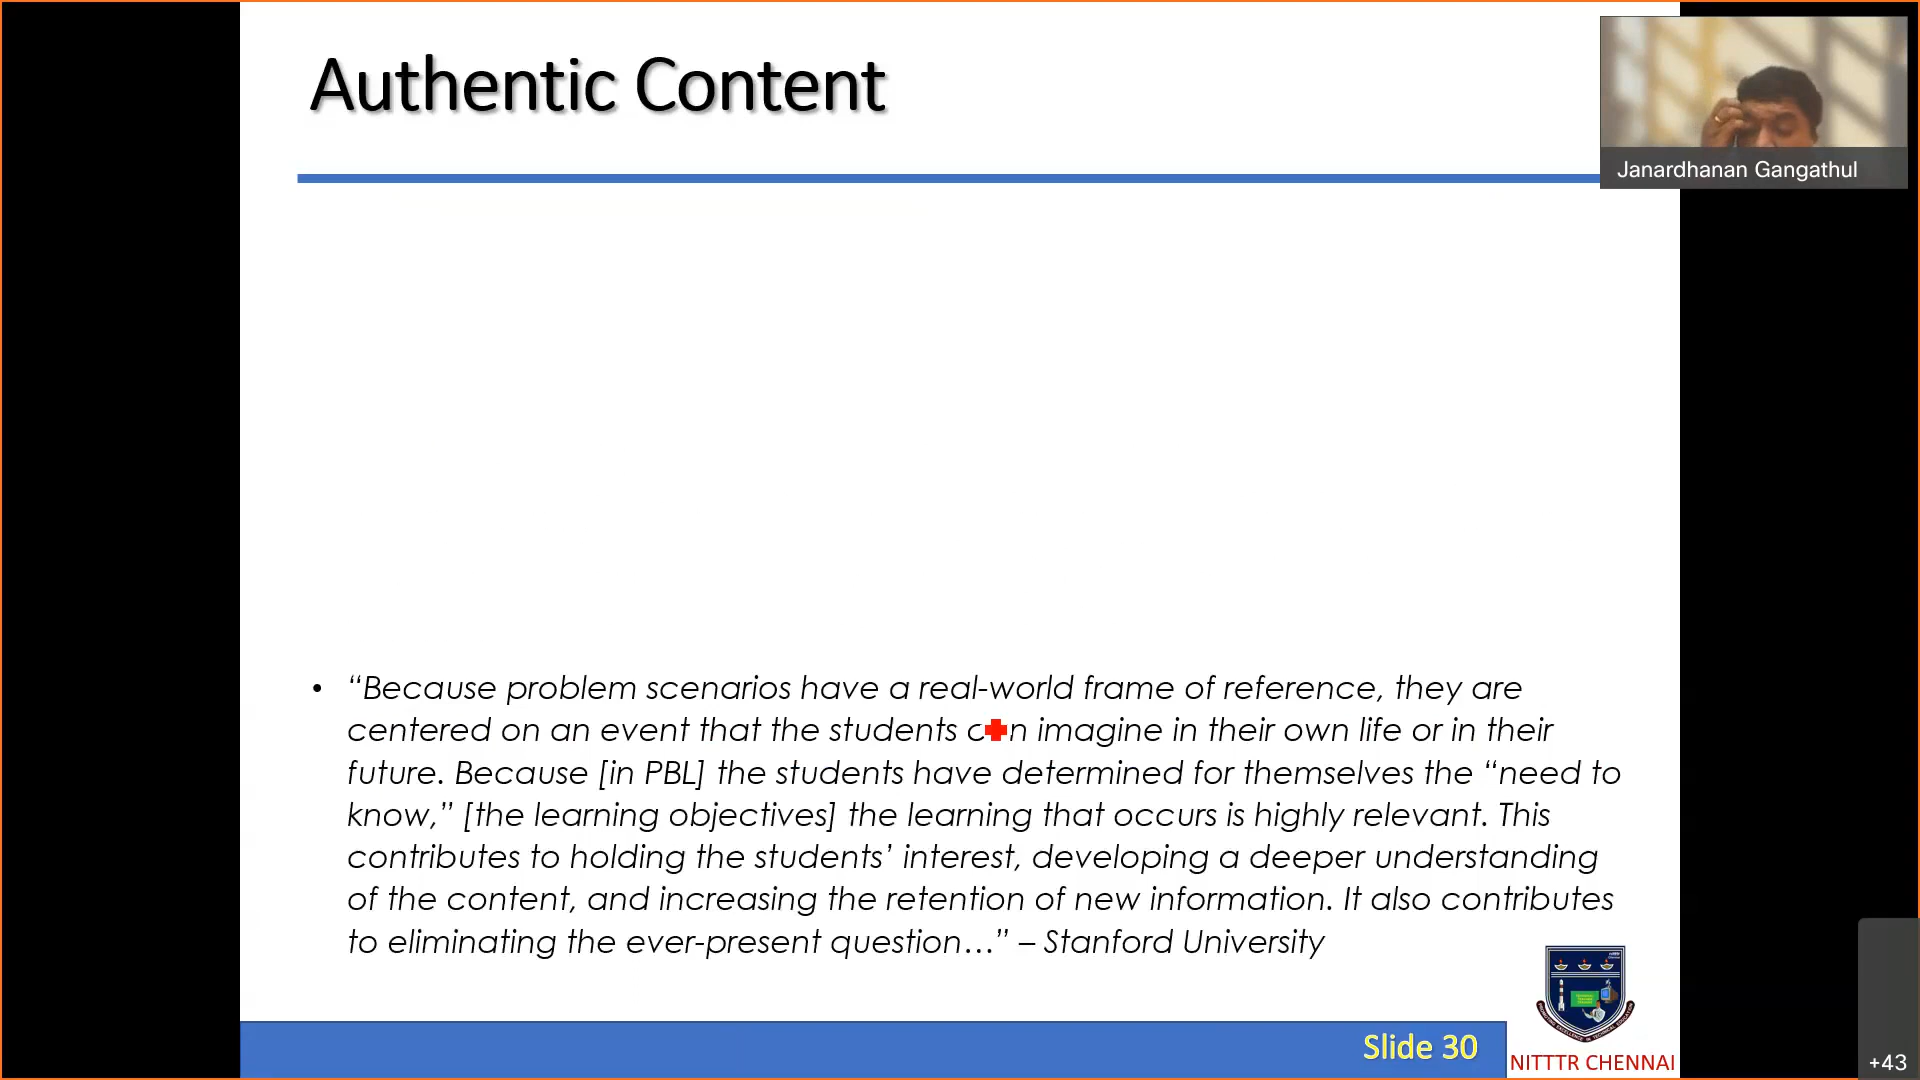 Authentic Content
Janardhanan Gangathul
• “Because problem scenarios have a real-world frame of reference, they are
centered on an event that the students c n imagine in their own life or in their
future. Because [in PBL] the students have determined for themselves the “need to
know,” [the learning objectives] the learning that occurs is highly relevant. This
contributes to holding the students’ interest, developing a deeper understanding
of the content, and increasing the retention of new information. It also contributes
to eliminating the ever-present question…” – Stanford University
Slide 30
NITTTR CHENNAI
+43